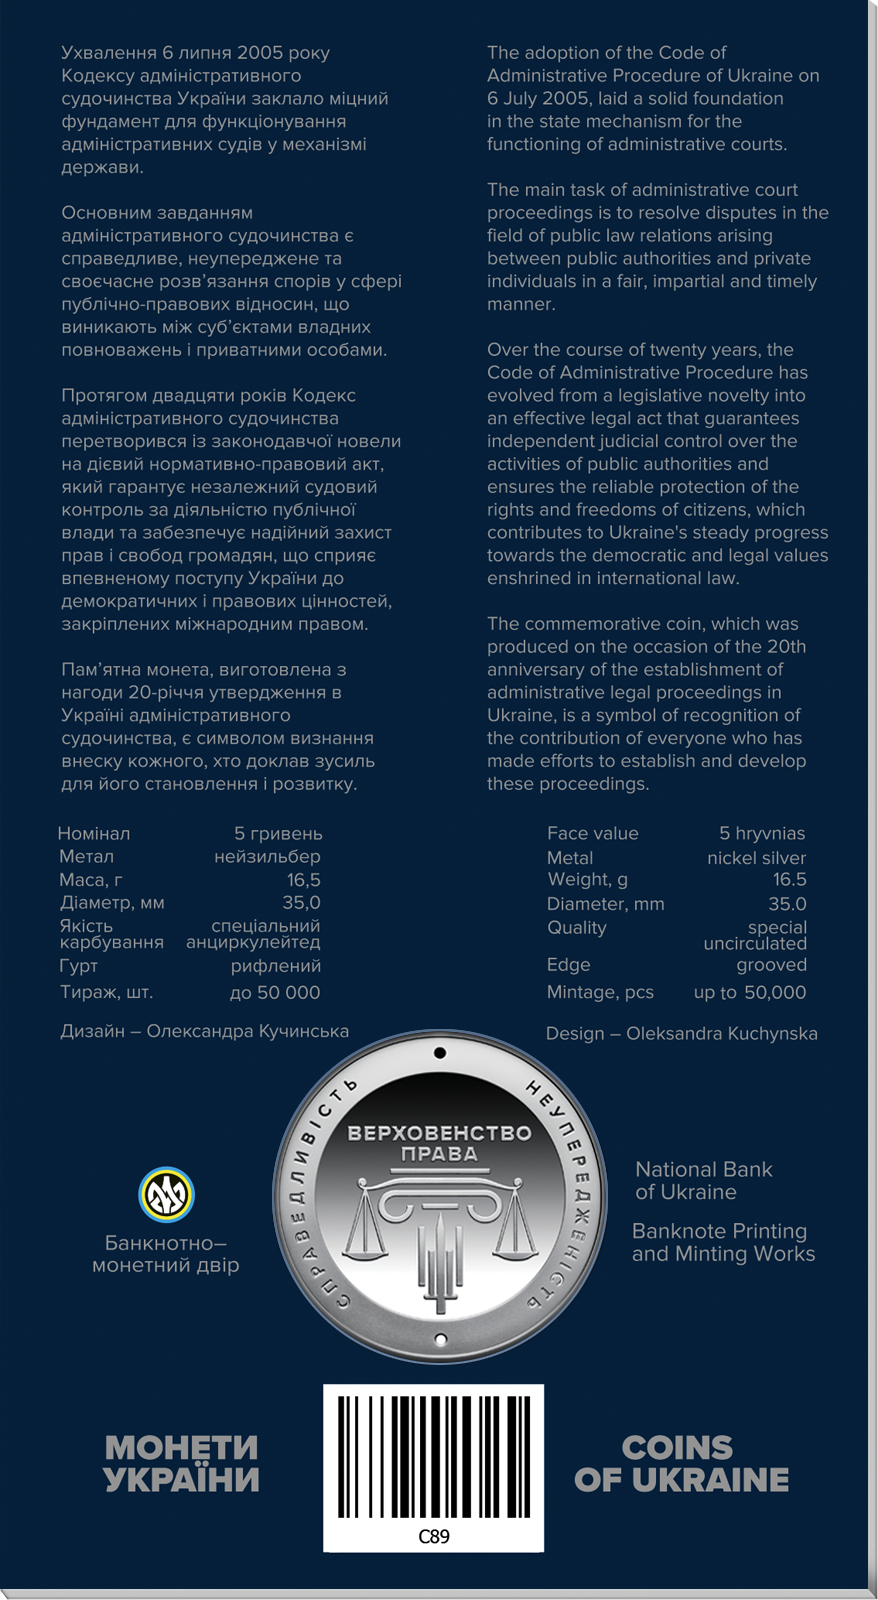 Ухвалення 6 липня 2005 року
Кодексу адміністративного
судочинства України заклало міцний
фундамент для функціонування
адміністративних судів у механізмі
держави.
Основним завданням
адміністративного судочинства є
справедливе, неупереджене та
своєчасне розв’язання спорів у сфері
публічно-правових відносин, що
виникають між суб’єктами владних
повноважень і приватними особами.
Протягом двадцяти років Кодекс
адміністративного судочинства
перетворився із законодавчої новели
на дієвий нормативно-правовий акт,
який гарантує незалежний судовий
контроль за діяльністю публічної
влади та забезпечує надійний захист
прав і свобод громадян, що сприяє
впевненому поступу України до
демократичних і правових цінностей,
закріплених міжнародним правом.
Пам’ятна монета, виготовлена з
нагоди 20-річчя утвердження в
Україні адміністративного
судочинства, є символом визнання
внеску кожного, хто доклав зусиль
для його становлення і розвитку.
Номінал 5 гривень
Метал нейзильбер
Маса, г 16,5
Діаметр, мм 35,0
Якість спеціальний
карбування анциркулейтед
Гурт рифлений
Тираж, шт. до 50 000
Дизайн – Олександра Кучинська
The adoption of the Code of
Administrative Procedure of Ukraine on
6 July 2005, laid a solid foundation
in the state mechanism for the
functioning of administrative courts.
The main task of administrative court
proceedings is to resolve disputes in the
field of public law relations arising
between public authorities and private
individuals in a fair, impartial and timely
manner.
Over the course of twenty years, the
Code of Administrative Procedure has
evolved from a legislative novelty into
an effective legal act that guarantees
independent judicial control over the
activities of public authorities and
ensures the reliable protection of the
rights and freedoms of citizens, which
contributes to Ukraine's steady progress
towards the democratic and legal values
enshrined in international law.
The commemorative coin, which was
produced on the occasion of the 20th
anniversary of the establishment of
administrative legal proceedings in
Ukraine, is a symbol of recognition of
the contribution of everyone who has
made efforts to establish and develop
these proceedings.
Face value 5 hryvnias
Metal nickel silver
Weight, g 16.5
Diameter, mm 35.0
Quality special
uncirculated
Edge grooved
Mintage, pcs up to 50,000
Design – Oleksandra Kuchynska
СПРАВЕДЛИВІСТЬ
НЕУПЕРЕДЖЕНІСТЬ
ВЕРХОВЕНСТВО
ПРАВА
Банкнотно–
монетний двір
National Bank
of Ukraine
Banknote Printing
and Minting Works
МОНЕТИ
УКРАЇНИ
C89
COINS
OF UKRAINE